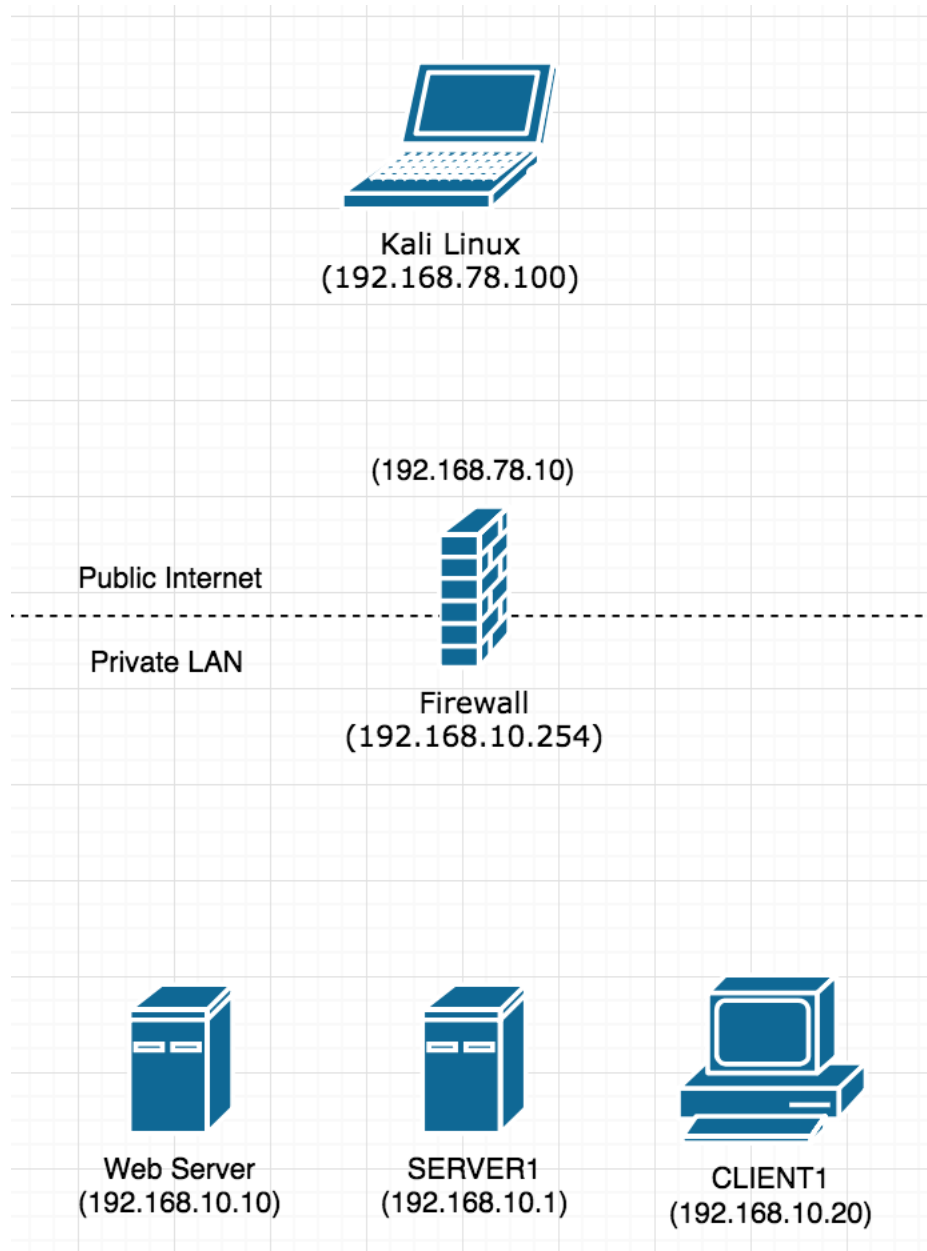 Kali Linux
(192.168.78.100)
(192.168.78.10)
Public Internet
Private LAN
Firewall
(192.168.10.254)
Web Server
(192.168.10.10)
SERVER1
(192.168.10.1)
CLIENT1
(192.168.10.20)